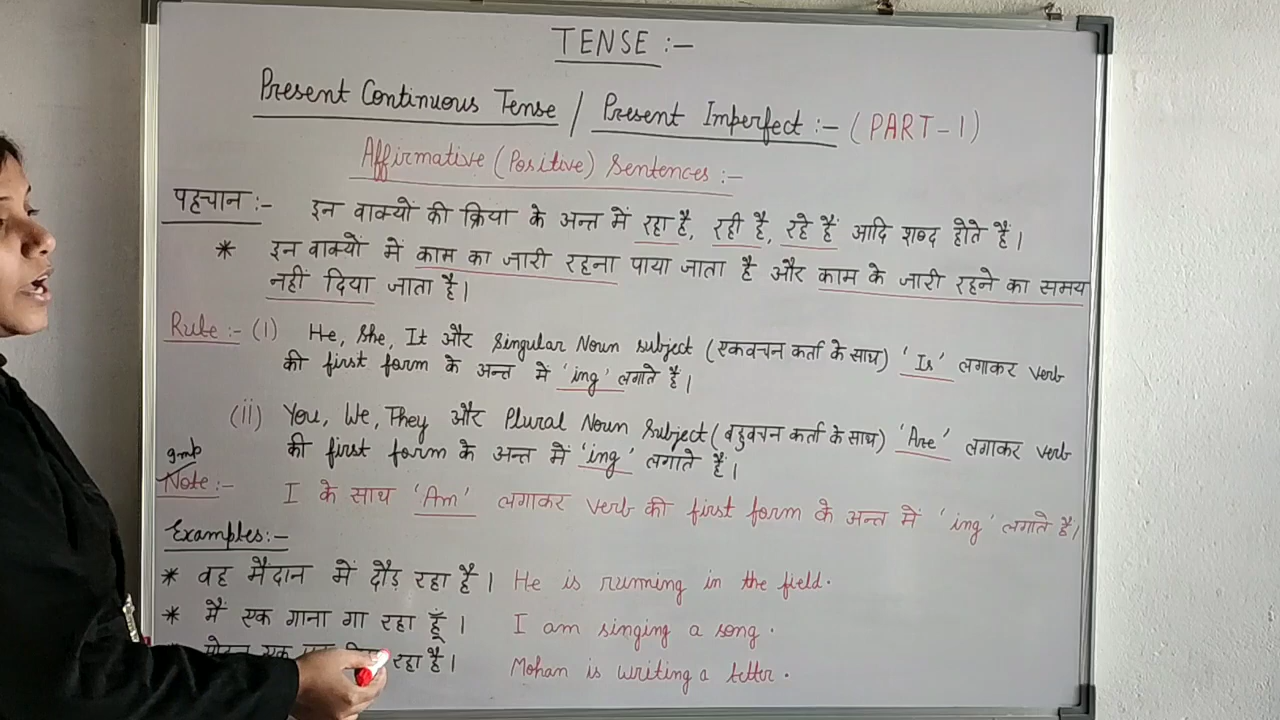 TENSE :-
Present Continuous Tense / Present Imperfect :- (PART-1)
Affirmative (Positive) Sentences :-
पहचान :- इन वाक्यों की क्रिया के अन्त में रहा है, रही है, रहे हैं आदि शब्द होते हैं।
* इन वाक्यों में काम का जारी रहना पाया जाता है और काम के जारी रहने का समय
नहीं दिया जाता है।
Rule :- (i) He, She, It और Singular Noun subject (एकवचन कर्ता के साथ) 'Is' लगाकर verb
की first form के अन्त में 'ing' लगाते है।
(ii) You, We, They और Plural Noun Subject (बहुवचन कर्ता के साथ) 'Are' लगाकर verb
की first form के अन्त में 'ing' लगाते हैं।
Imp
Note :- I के साथ 'Am' लगाकर verb की first form के अन्त में 'ing' लगाते हैं।
Examples :-
* वह मैदान में दौड़ रहा है। He is running in the field.
* मैं एक गाना गा रहा हूँ। I am singing a song.
एक रहा है। Mohan is writing a letter.